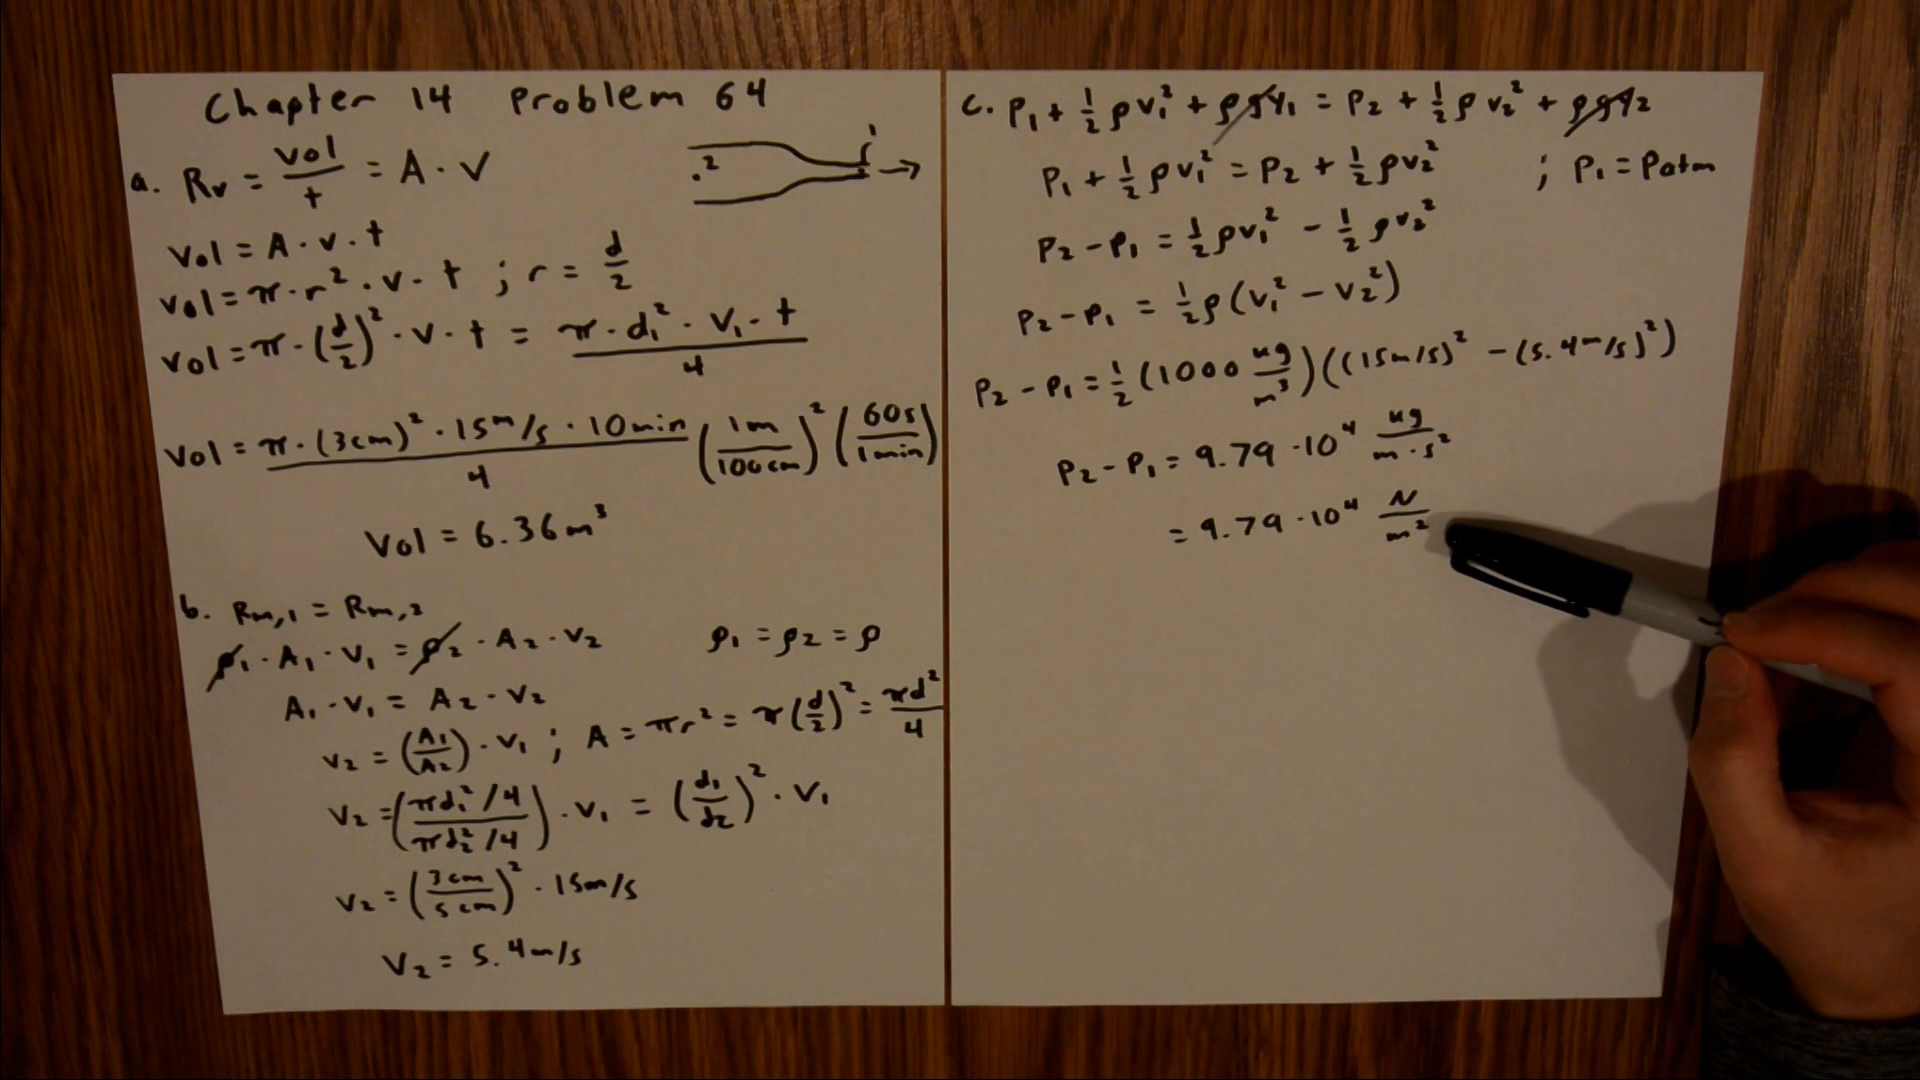 Chapter 14 Problem 64
a. Rv = vol/t = A · v
.2 1
vol = A · v · t
vol = π · r² · v · t ; r = d/2
vol = π · (d/2)² · v · t = π · d₁² · v₁ · t / 4
vol = π · (3cm)² · 15 m/s · 10min / 4 (1m/100cm)² (60s/1min)
Vol = 6.36 m³
b. Rm,1 = Rm,2
ρ₁ · A₁ · v₁ = ρ₂ · A₂ · v₂ ρ₁ = ρ₂ = ρ
A₁ · v₁ = A₂ · v₂
v₂ = (A₁/A₂) · v₁ ; A = πr² = π(d/2)² = πd²/4
v₂ = (πd₁²/4 / πd₂²/4) · v₁ = (d₁/d₂)² · v₁
v₂ = (3cm/5cm)² · 15m/s
v₂ = 5.4m/s
c. P₁ + ½ρv₁² + ρgy₁ = P₂ + ½ρv₂² + ρgy₂
P₁ + ½ρv₁² = P₂ + ½ρv₂² ; P₁ = Patm
P₂ - P₁ = ½ρv₁² - ½ρv₂²
P₂ - P₁ = ½ρ(v₁² - v₂²)
P₂ - P₁ = ½(1000 kg/m³)((15m/s)² - (5.4m/s)²)
P₂ - P₁ = 9.79 · 10⁴ kg/m · s²
= 9.79 · 10⁴ N/m²